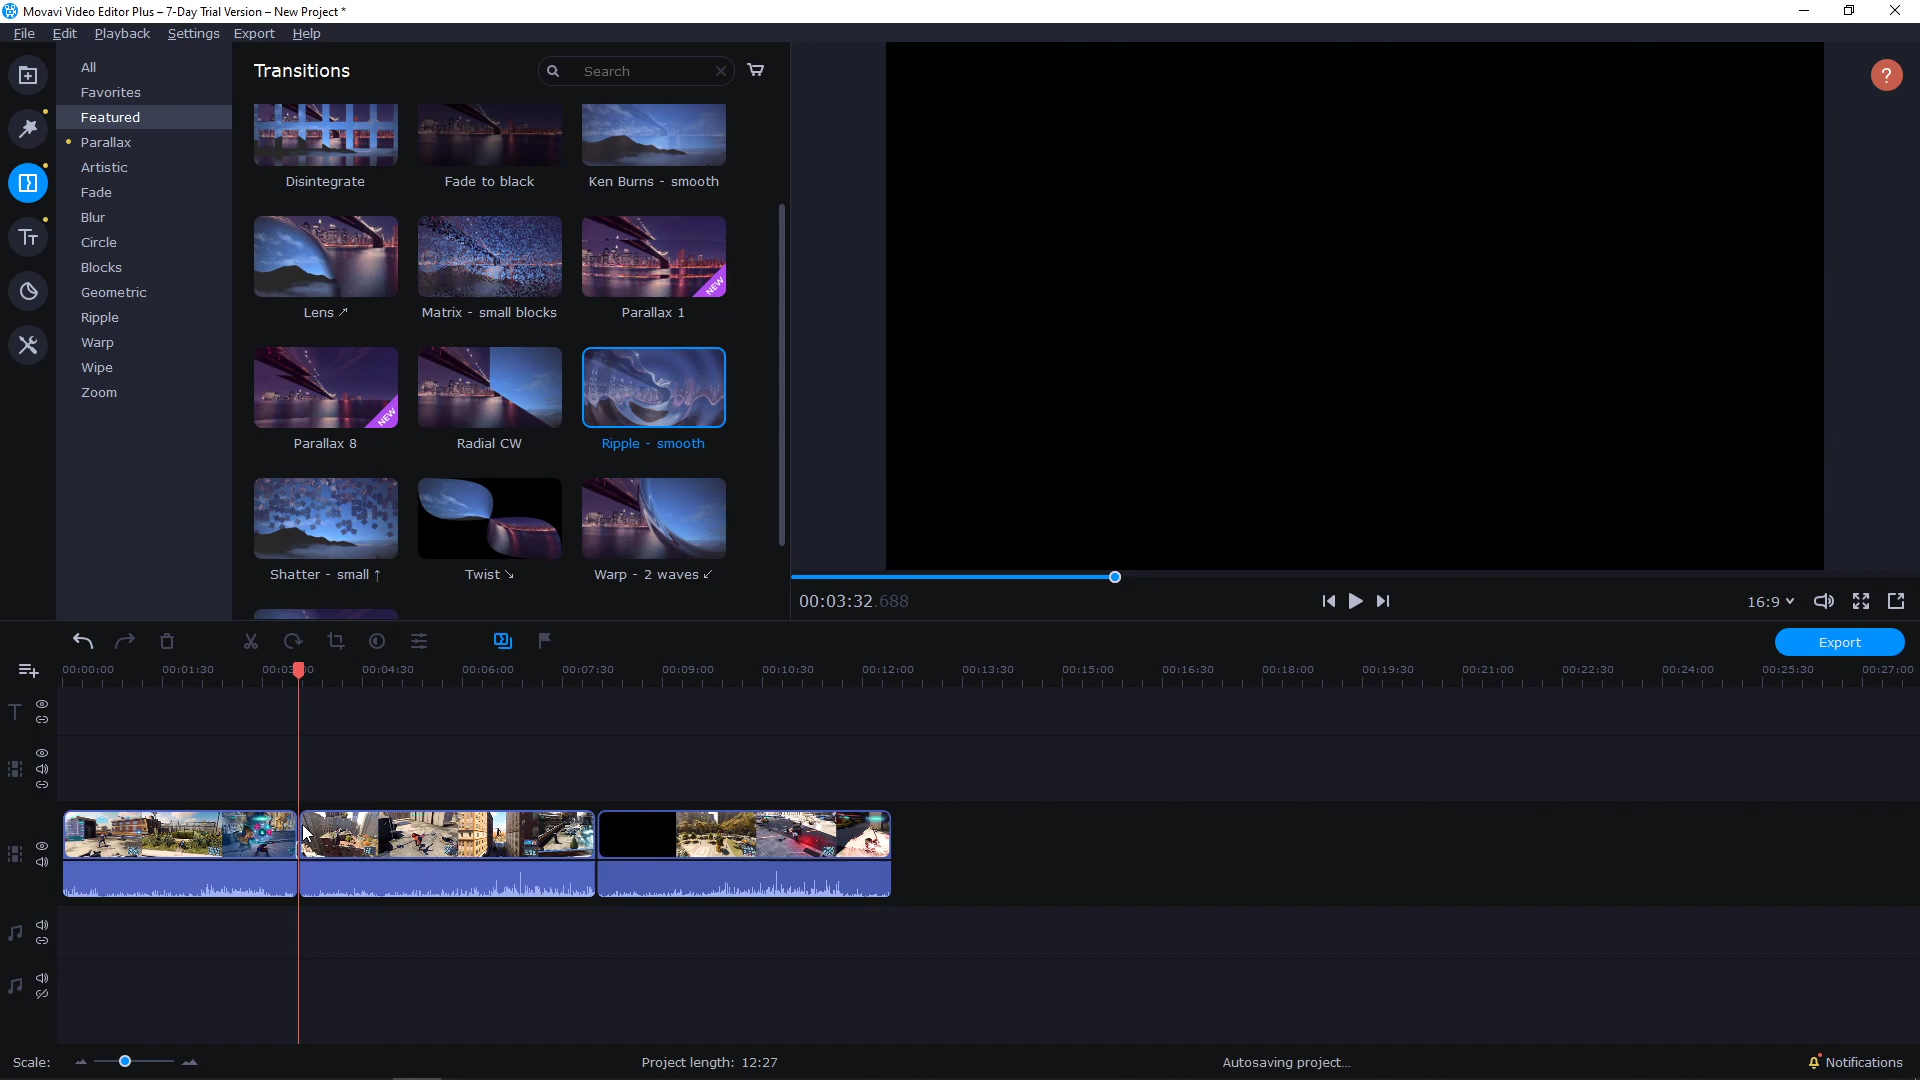 Movavi Video Editor Plus – 7-Day Trial Version – New Project *
File Edit Playback Settings Export Help
All
Favorites
Featured
Parallax
Artistic
Fade
Blur
Circle
Blocks
Geometric
Ripple
Warp
Wipe
Zoom
Transitions
Search
Disintegrate Fade to black Ken Burns - smooth
NEW
Lens ↗ Matrix - small blocks Parallax 1
NEW
Parallax 8 Radial CW Ripple - smooth
Shatter - small ↑ Twist ↘ Warp - 2 waves ↙
?
00:03:32.688
16:9
Export
00:00:00 00:01:30 00:03:00 00:04:30 00:06:00 00:07:30 00:09:00 00:10:30 00:12:00 00:13:30 00:15:00 00:16:30 00:18:00 00:19:30 00:21:00 00:22:30 00:24:00 00:25:30 00:27:00
Scale:
Project length: 12:27
Autosaving project...
Notifications